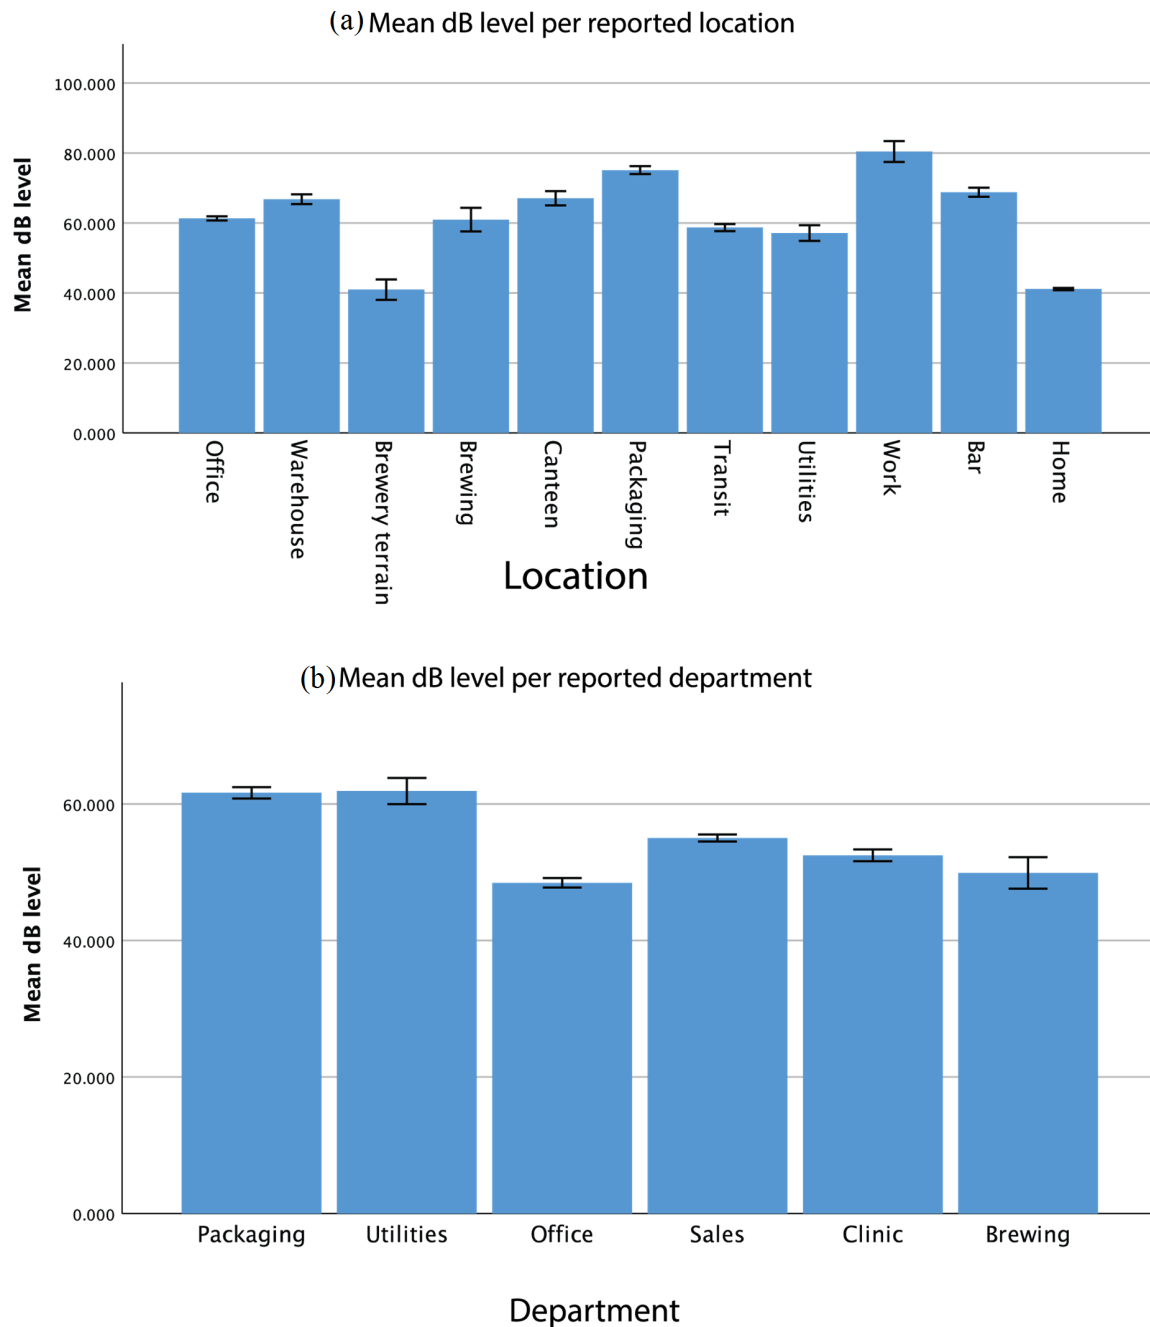 (a) Mean dB level per reported location
Mean dB level
100.000
80.000
60.000
40.000
20.000
0.000
Office
Warehouse
Brewery terrain
Brewing
Canteen
Packaging
Transit
Utilities
Work
Bar
Home
Location
(b) Mean dB level per reported department
Mean dB level
60.000
40.000
20.000
0.000
Packaging Utilities Office Sales Clinic Brewing
Department